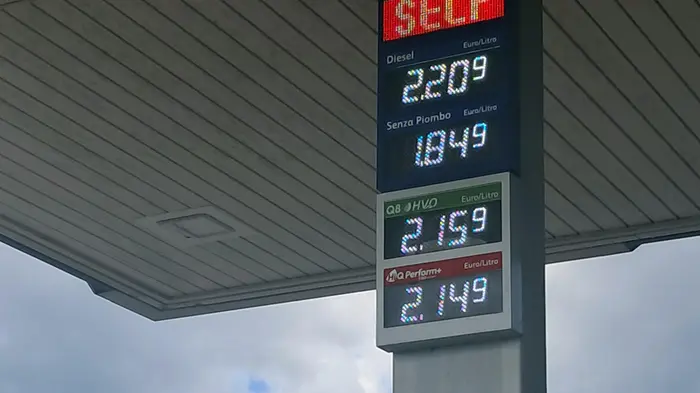 SELF
Diesel
Euro/Litro
2.209
Senza Piombo
Euro/Litro
1.849
Q8 HVO
Euro/Litro
2.159
HiQ Perform+
Euro/Litro
2.149